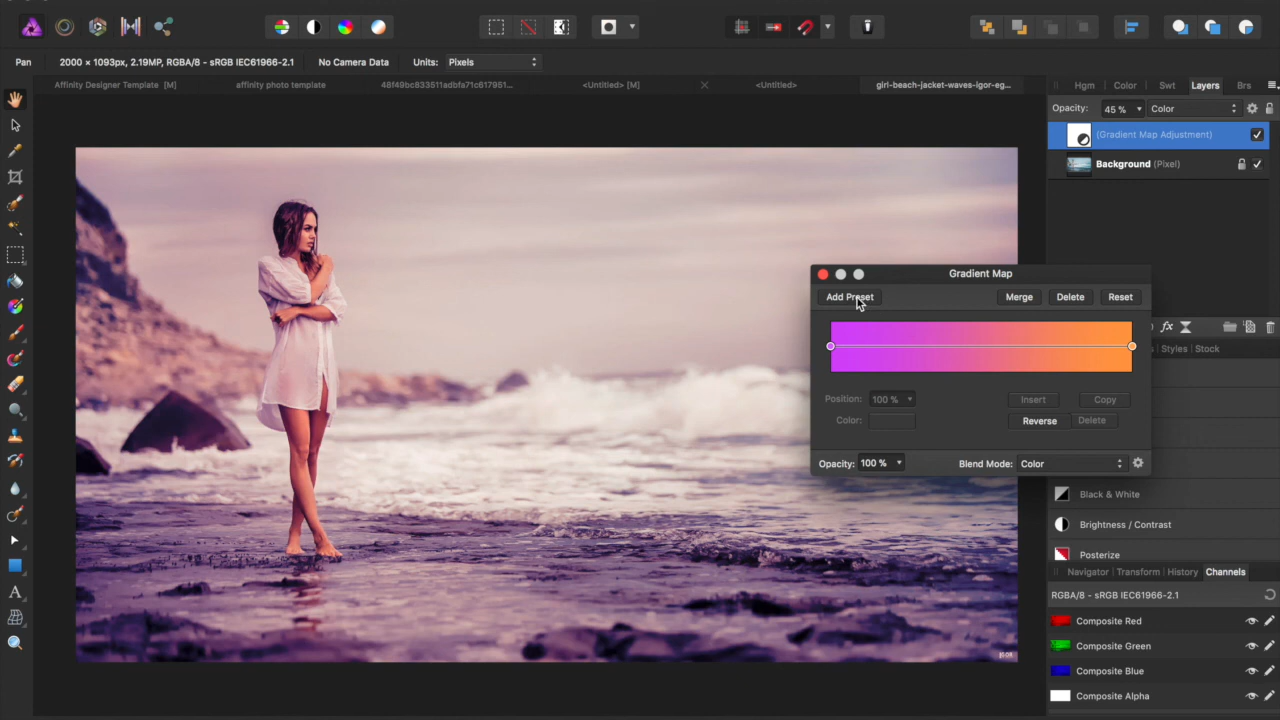 Pan
2000 × 1093px, 2.19MP, RGBA/8 - sRGB IEC61966-2.1
No Camera Data
Units:
Pixels
Affinity Designer Template [M]
affinity photo template
48f49bc833511adbfa71c617951...
<Untitled> [M]
<Untitled>
girl-beach-jacket-waves-igor-eg...
Hgm
Color
Swt
Layers
Brs
Opacity:
45 %
Color
(Gradient Map Adjustment)
Background (Pixel)
Gradient Map
Add Preset
Merge
Delete
Reset
fx
Styles
Stock
Position:
100 %
Insert
Copy
Color:
Reverse
Delete
Opacity:
100 %
Blend Mode:
Color
Black & White
Brightness / Contrast
Posterize
Navigator
Transform
History
Channels
RGBA/8 - sRGB IEC61966-2.1
Composite Red
Composite Green
Composite Blue
Composite Alpha